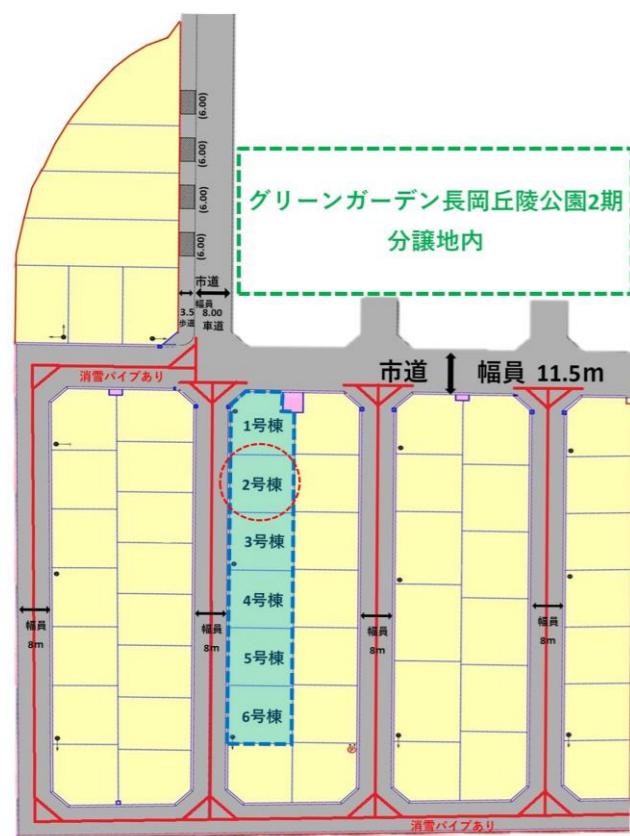 (6.00)
(6.00)
(6.00)
(6.00)
グリーンガーデン長岡丘陵公園2期
分譲地内
市道
幅員
3.5 8.00
歩道 車道
市道 幅員 11.5m
消雪パイプあり
1号棟
2号棟
3号棟
4号棟
5号棟
6号棟
幅員
8m
幅員
8m
幅員
8m
幅員
8m
消雪パイプあり